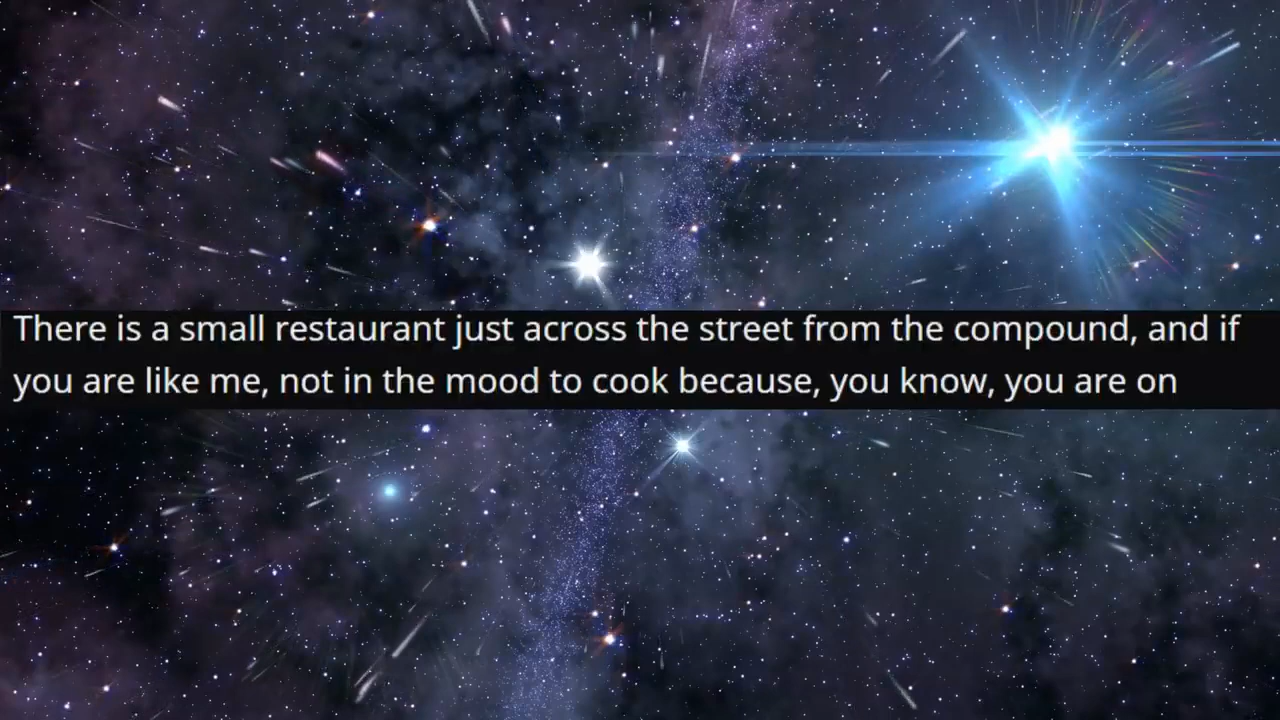 There is a small restaurant just across the street from the compound, and if
you are like me, not in the mood to cook because, you know, you are on